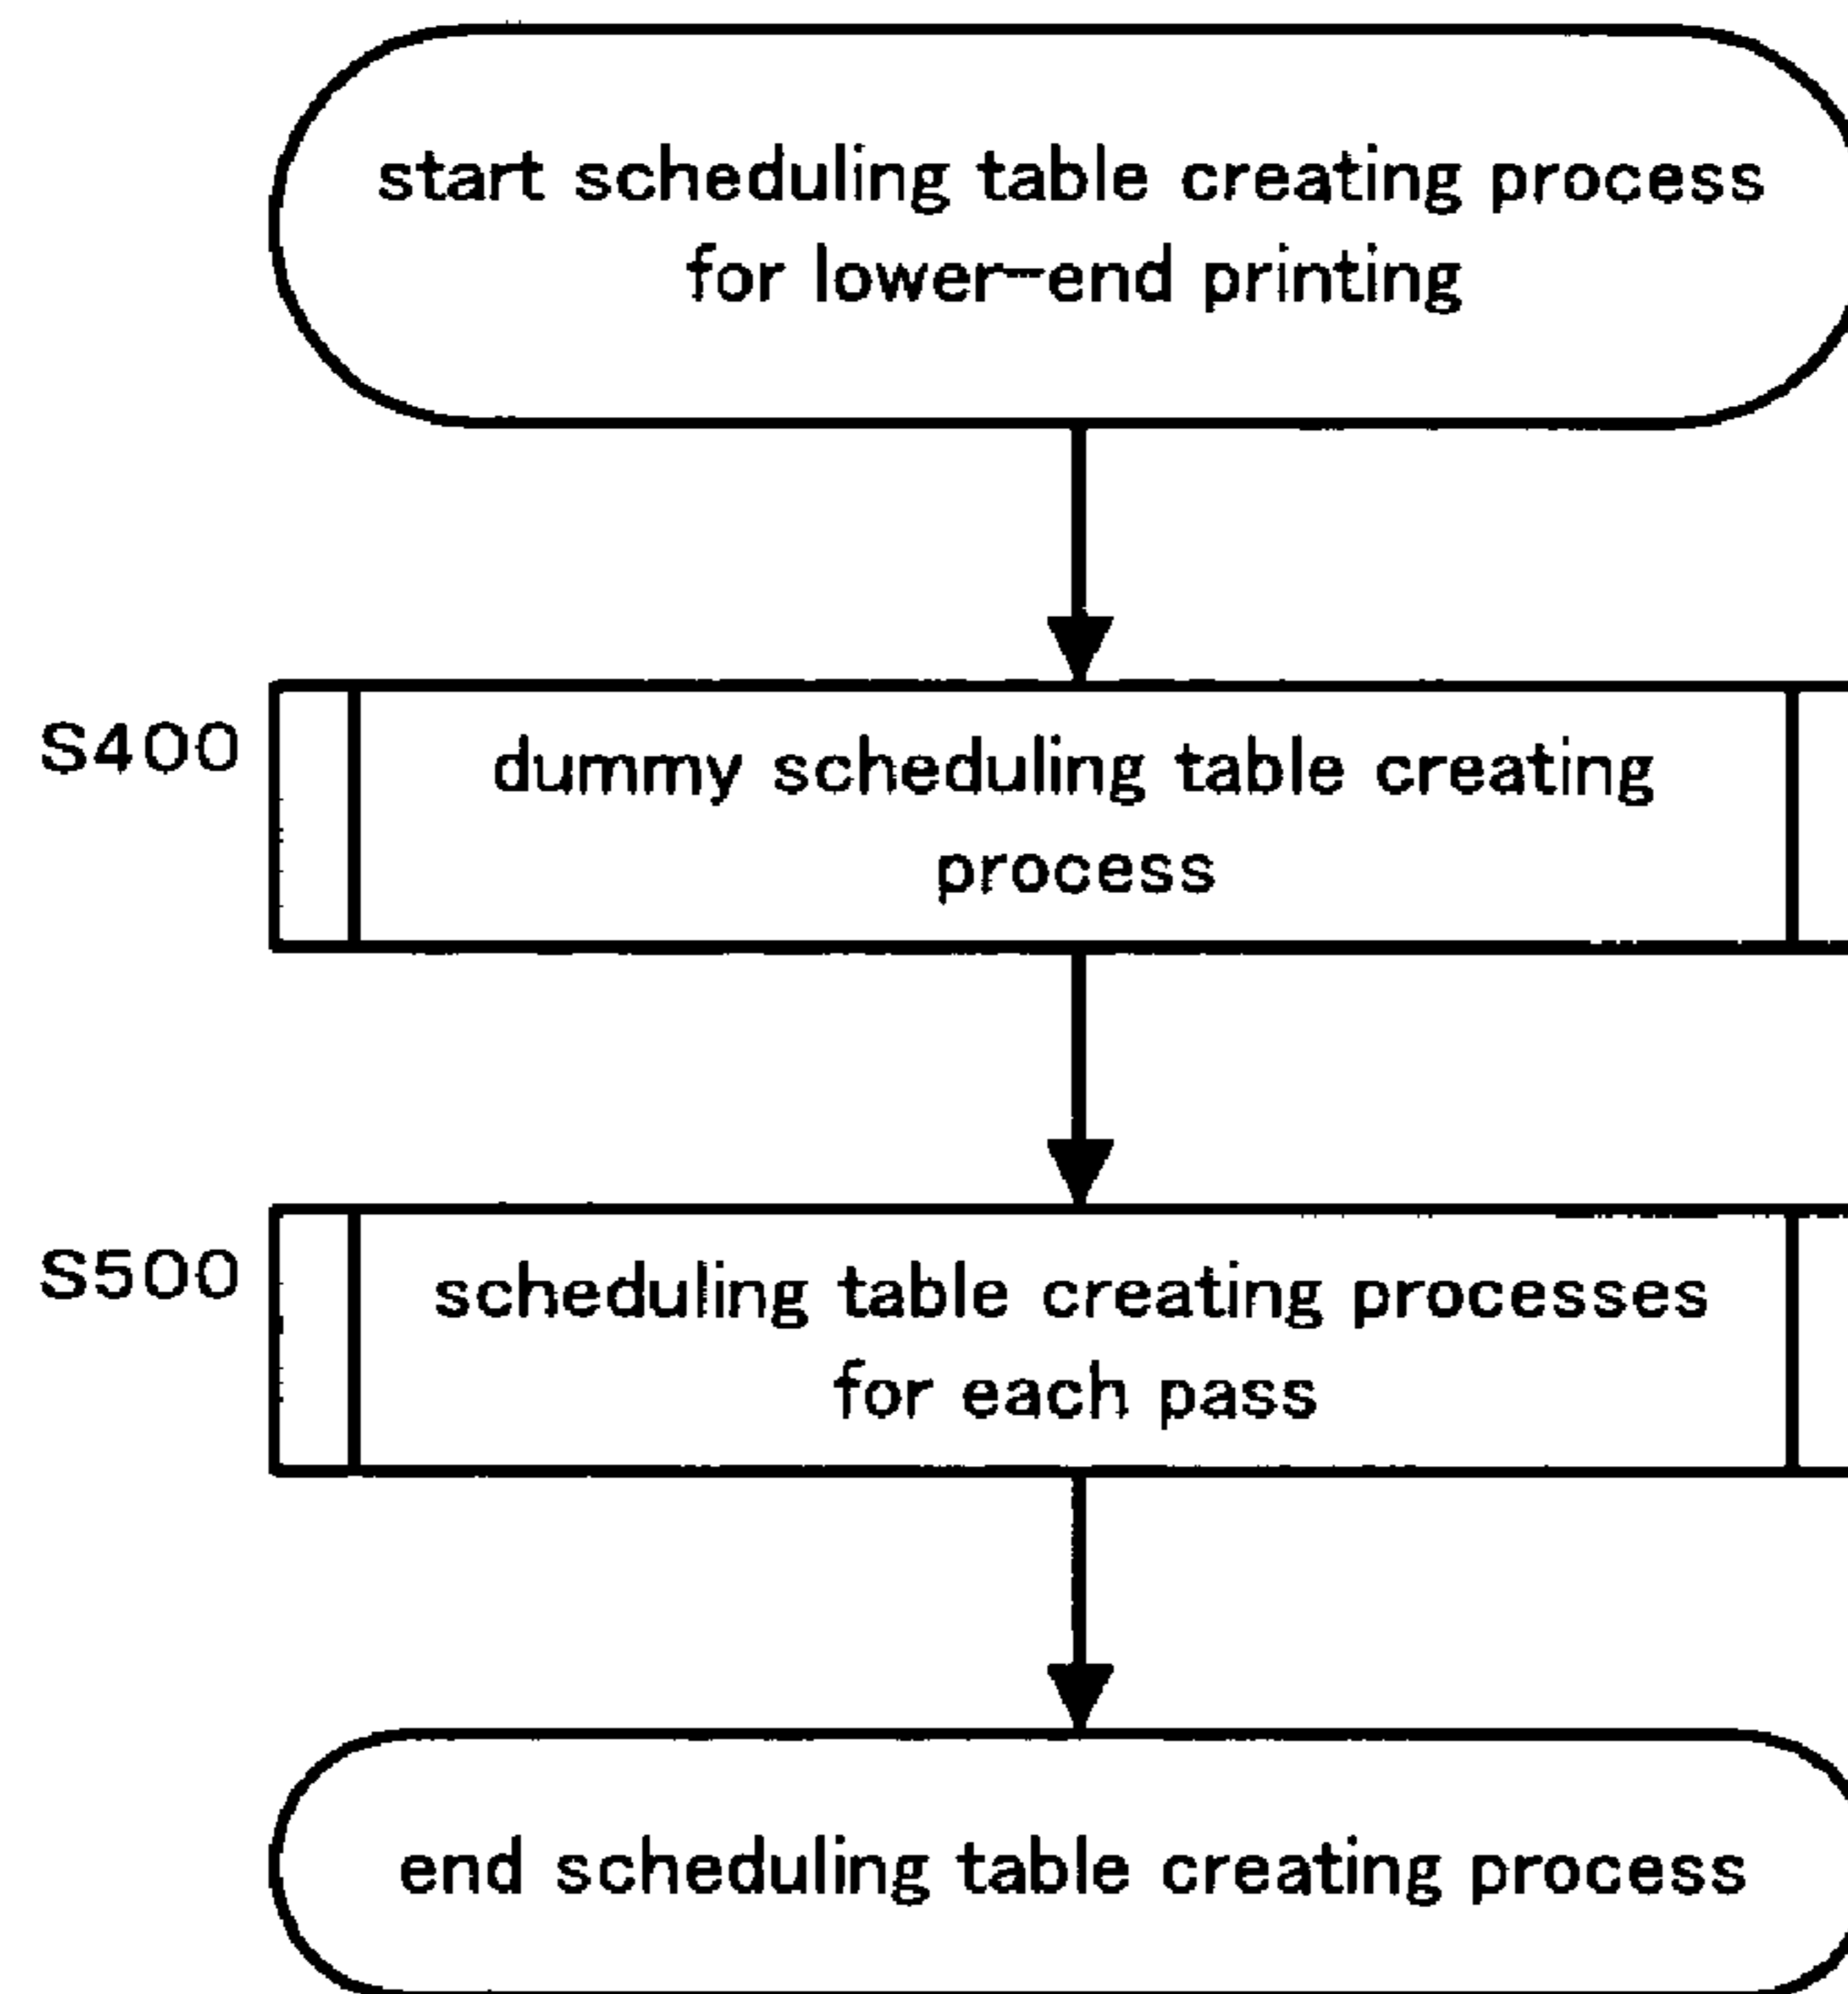 start scheduling table creating process
for lower-end printing
S400
dummy scheduling table creating
process
S500
scheduling table creating processes
for each pass
end scheduling table creating process